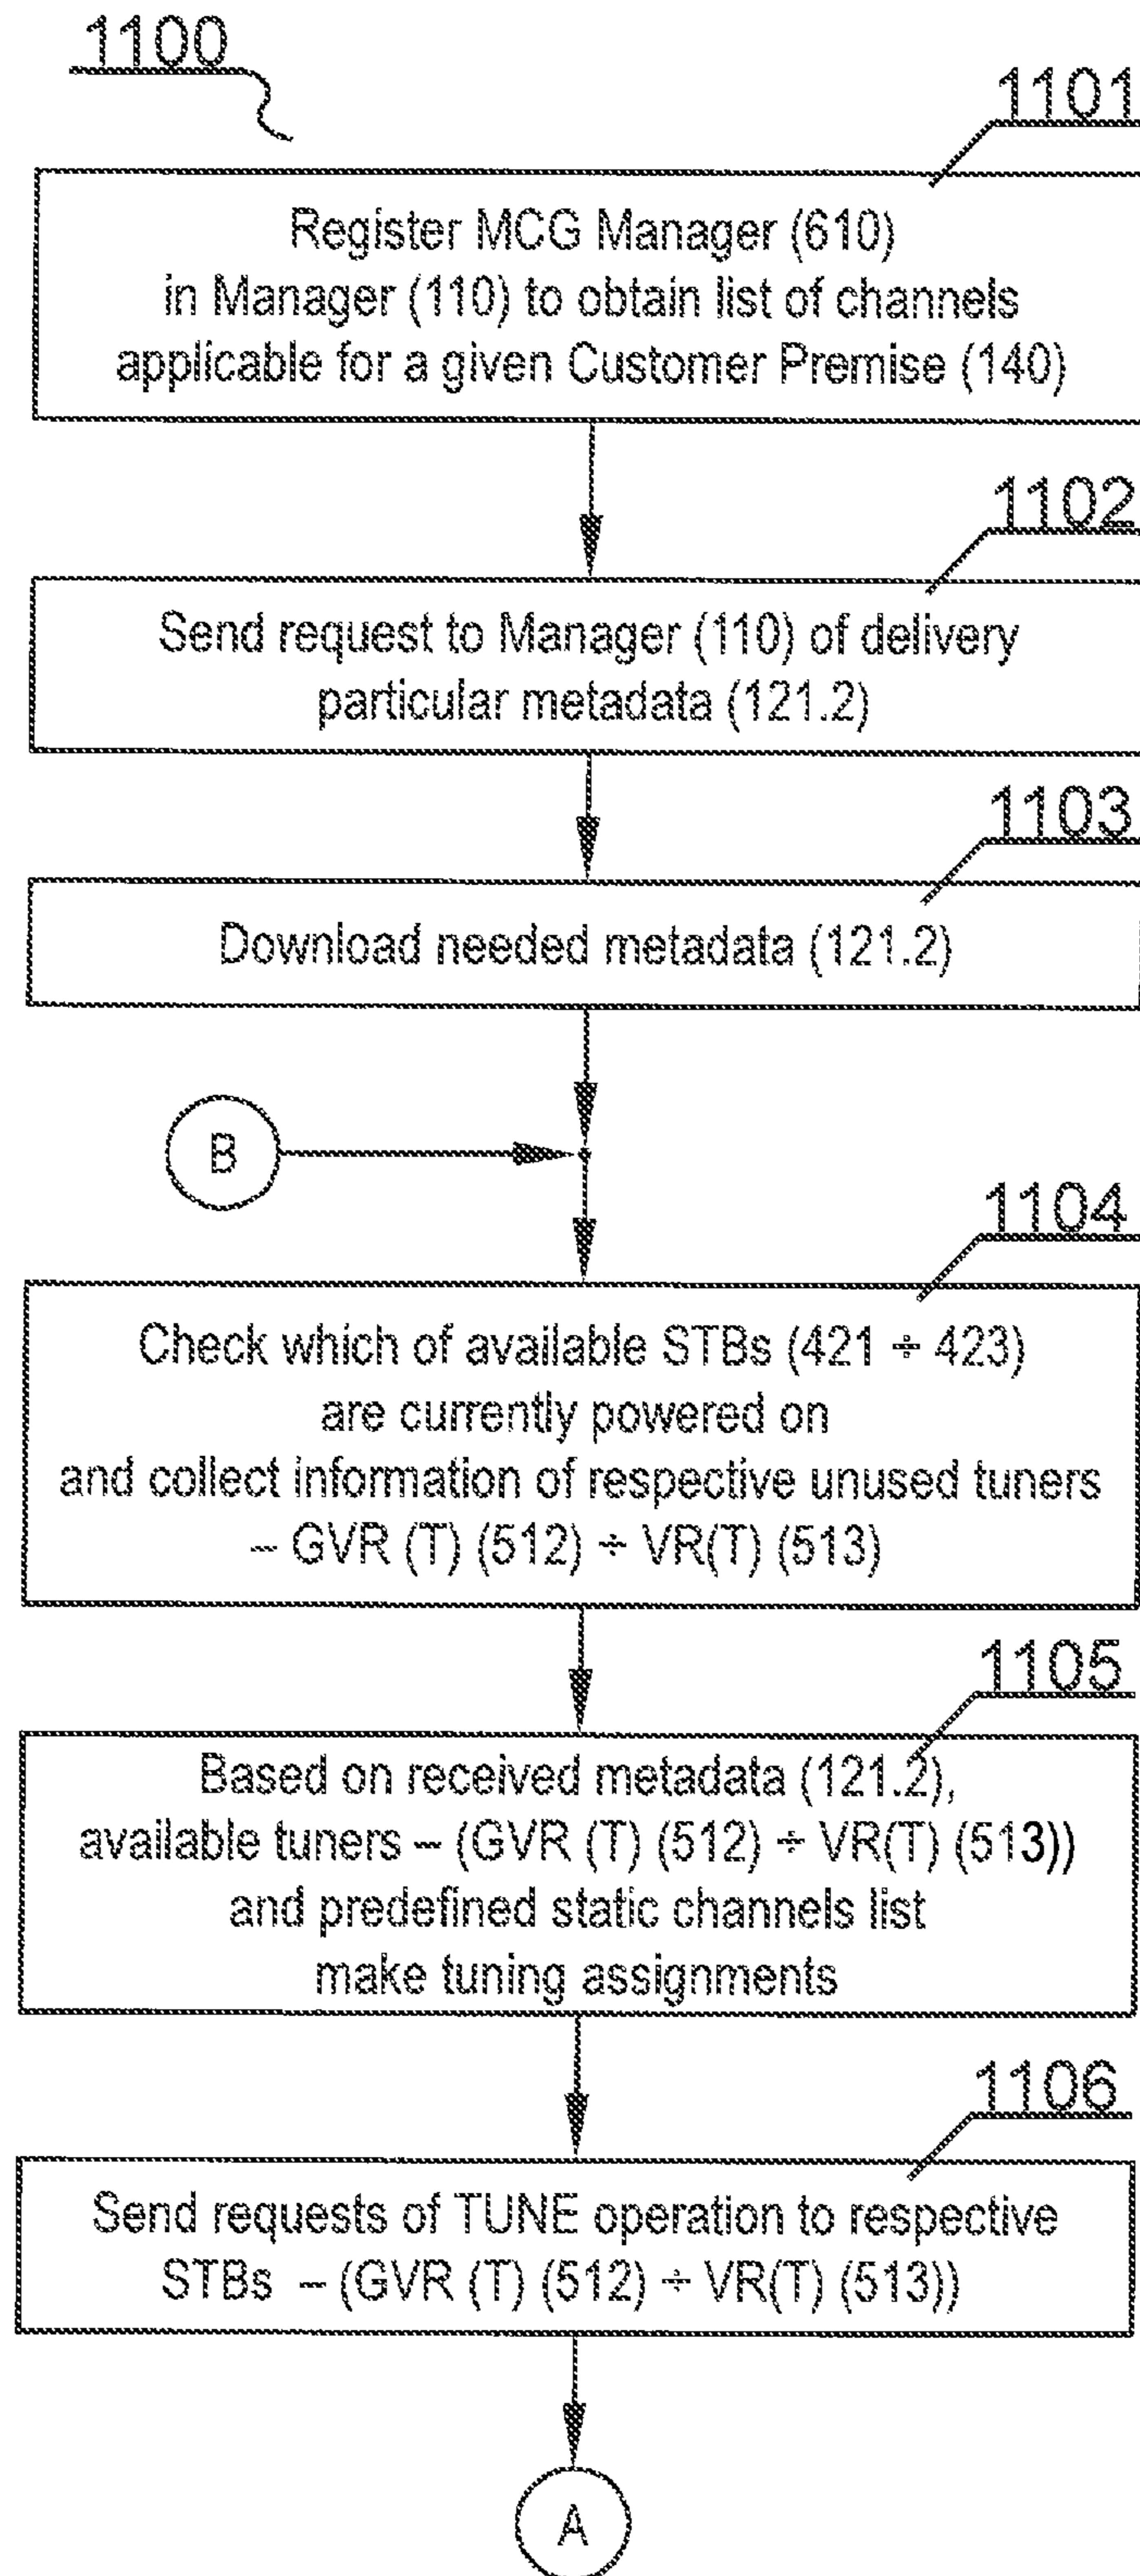 1100
1101
Register MCG Manager (610)
in Manager (110) to obtain list of channels
applicable for a given Customer Premise (140)
1102
Send request to Manager (110) of delivery
particular metadata (121.2)
1103
Download needed metadata (121.2)
B
1104
Check which of available STBs (421 ÷ 423)
are currently powered on
and collect information of respective unused tuners
– GVR (T) (512) ÷ VR(T) (513)
1105
Based on received metadata (121.2),
available tuners – (GVR (T) (512) ÷ VR(T) (513))
and predefined static channels list
make tuning assignments
1106
Send requests of TUNE operation to respective
STBs – (GVR (T) (512) ÷ VR(T) (513))
A